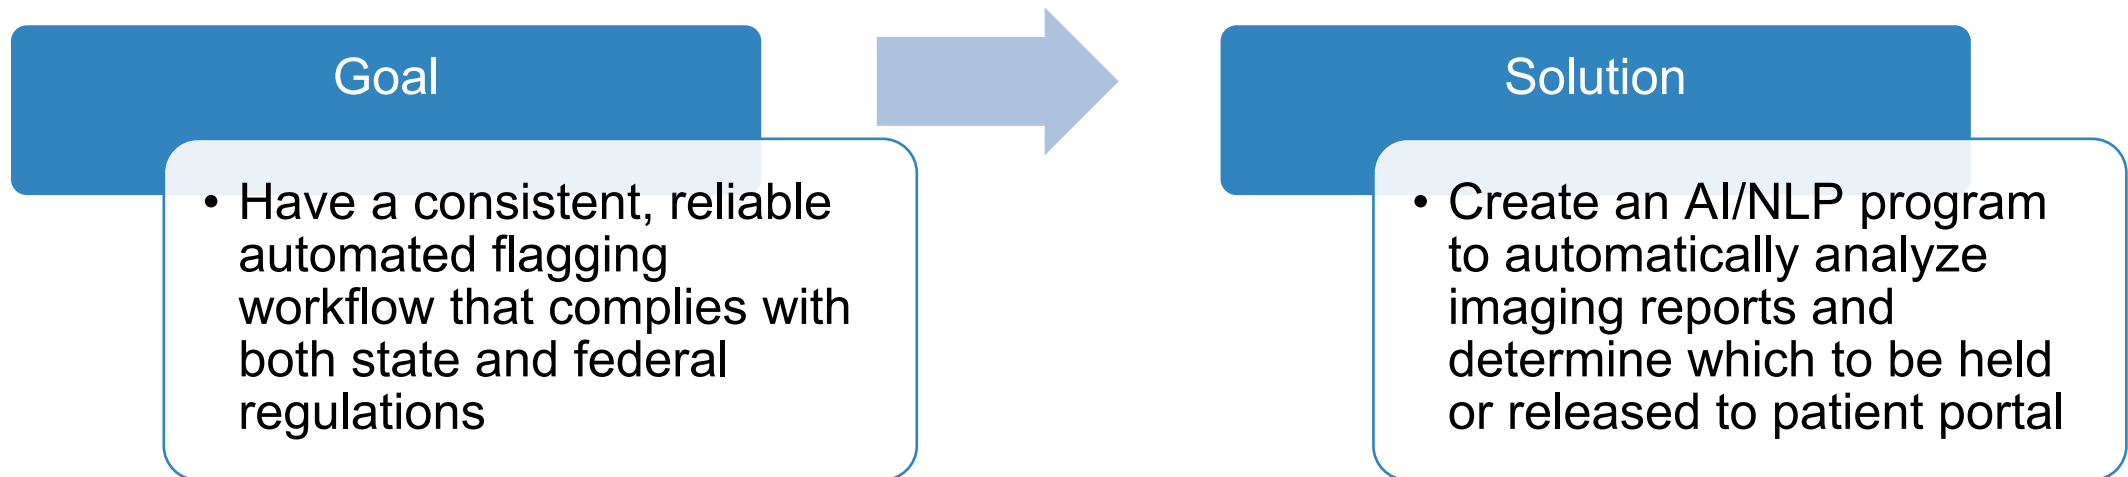 Goal
• Have a consistent, reliable
automated flagging
workflow that complies with
both state and federal
regulations
Solution
• Create an AI/NLP program
to automatically analyze
imaging reports and
determine which to be held
or released to patient portal